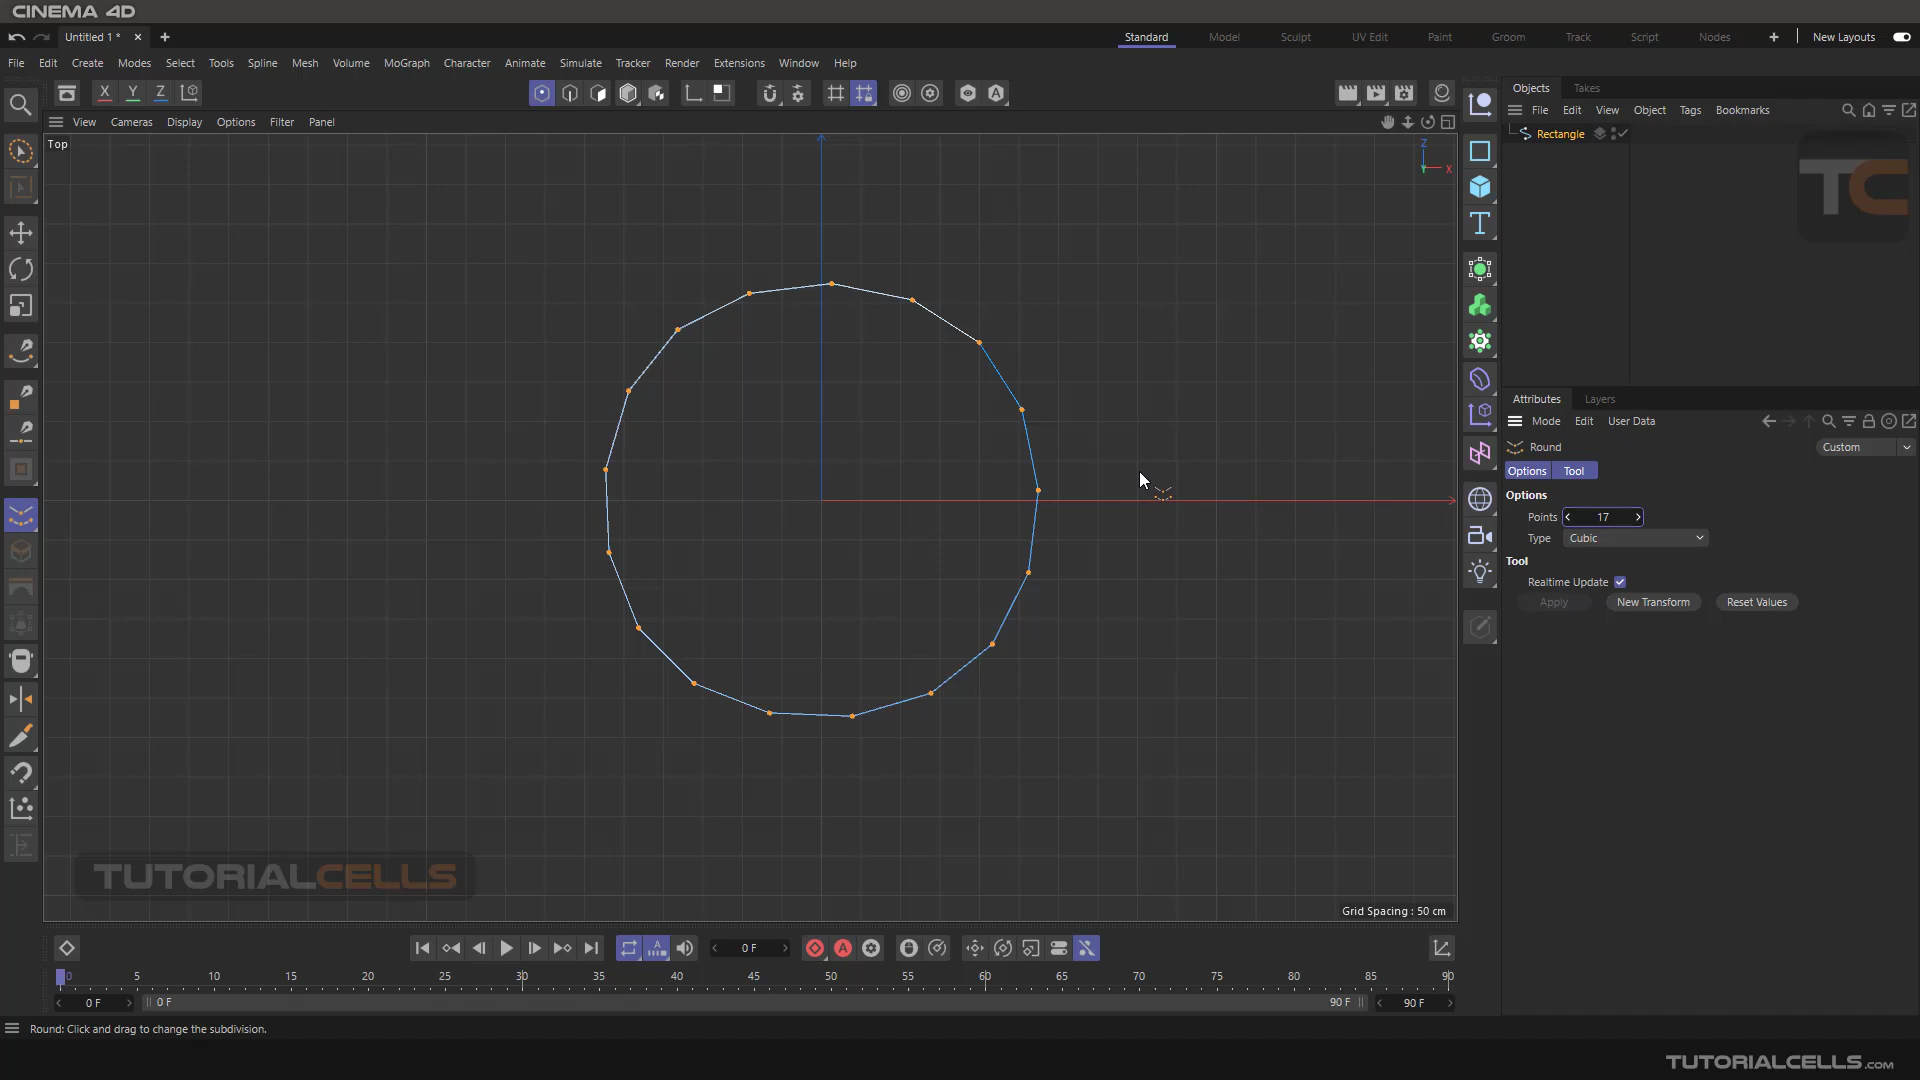 CINEMA 4D
Untitled 1 *
Standard Model Sculpt UV Edit Paint Groom Track Script Nodes New Layouts
File Edit Create Modes Select Tools Spline Mesh Volume MoGraph Character Animate Simulate Tracker Render Extensions Window Help
X Y Z
Objects Takes
File Edit View Object Tags Bookmarks
View Cameras Display Options Filter Panel
Rectangle
Top
Z
Y X
TC
Attributes Layers
Mode Edit User Data
Round Custom
Options Tool
Options
Points 17
Type Cubic
Tool
Realtime Update
Apply New Transform Reset Values
TUTORIALCELLS
Grid Spacing : 50 cm
0 F
0 5 10 15 20 25 30 35 40 45 50 55 60 65 70 75 80 85 90
0 F 0 F 90 F 90 F
Round: Click and drag to change the subdivision.
TUTORIALCELLS.com